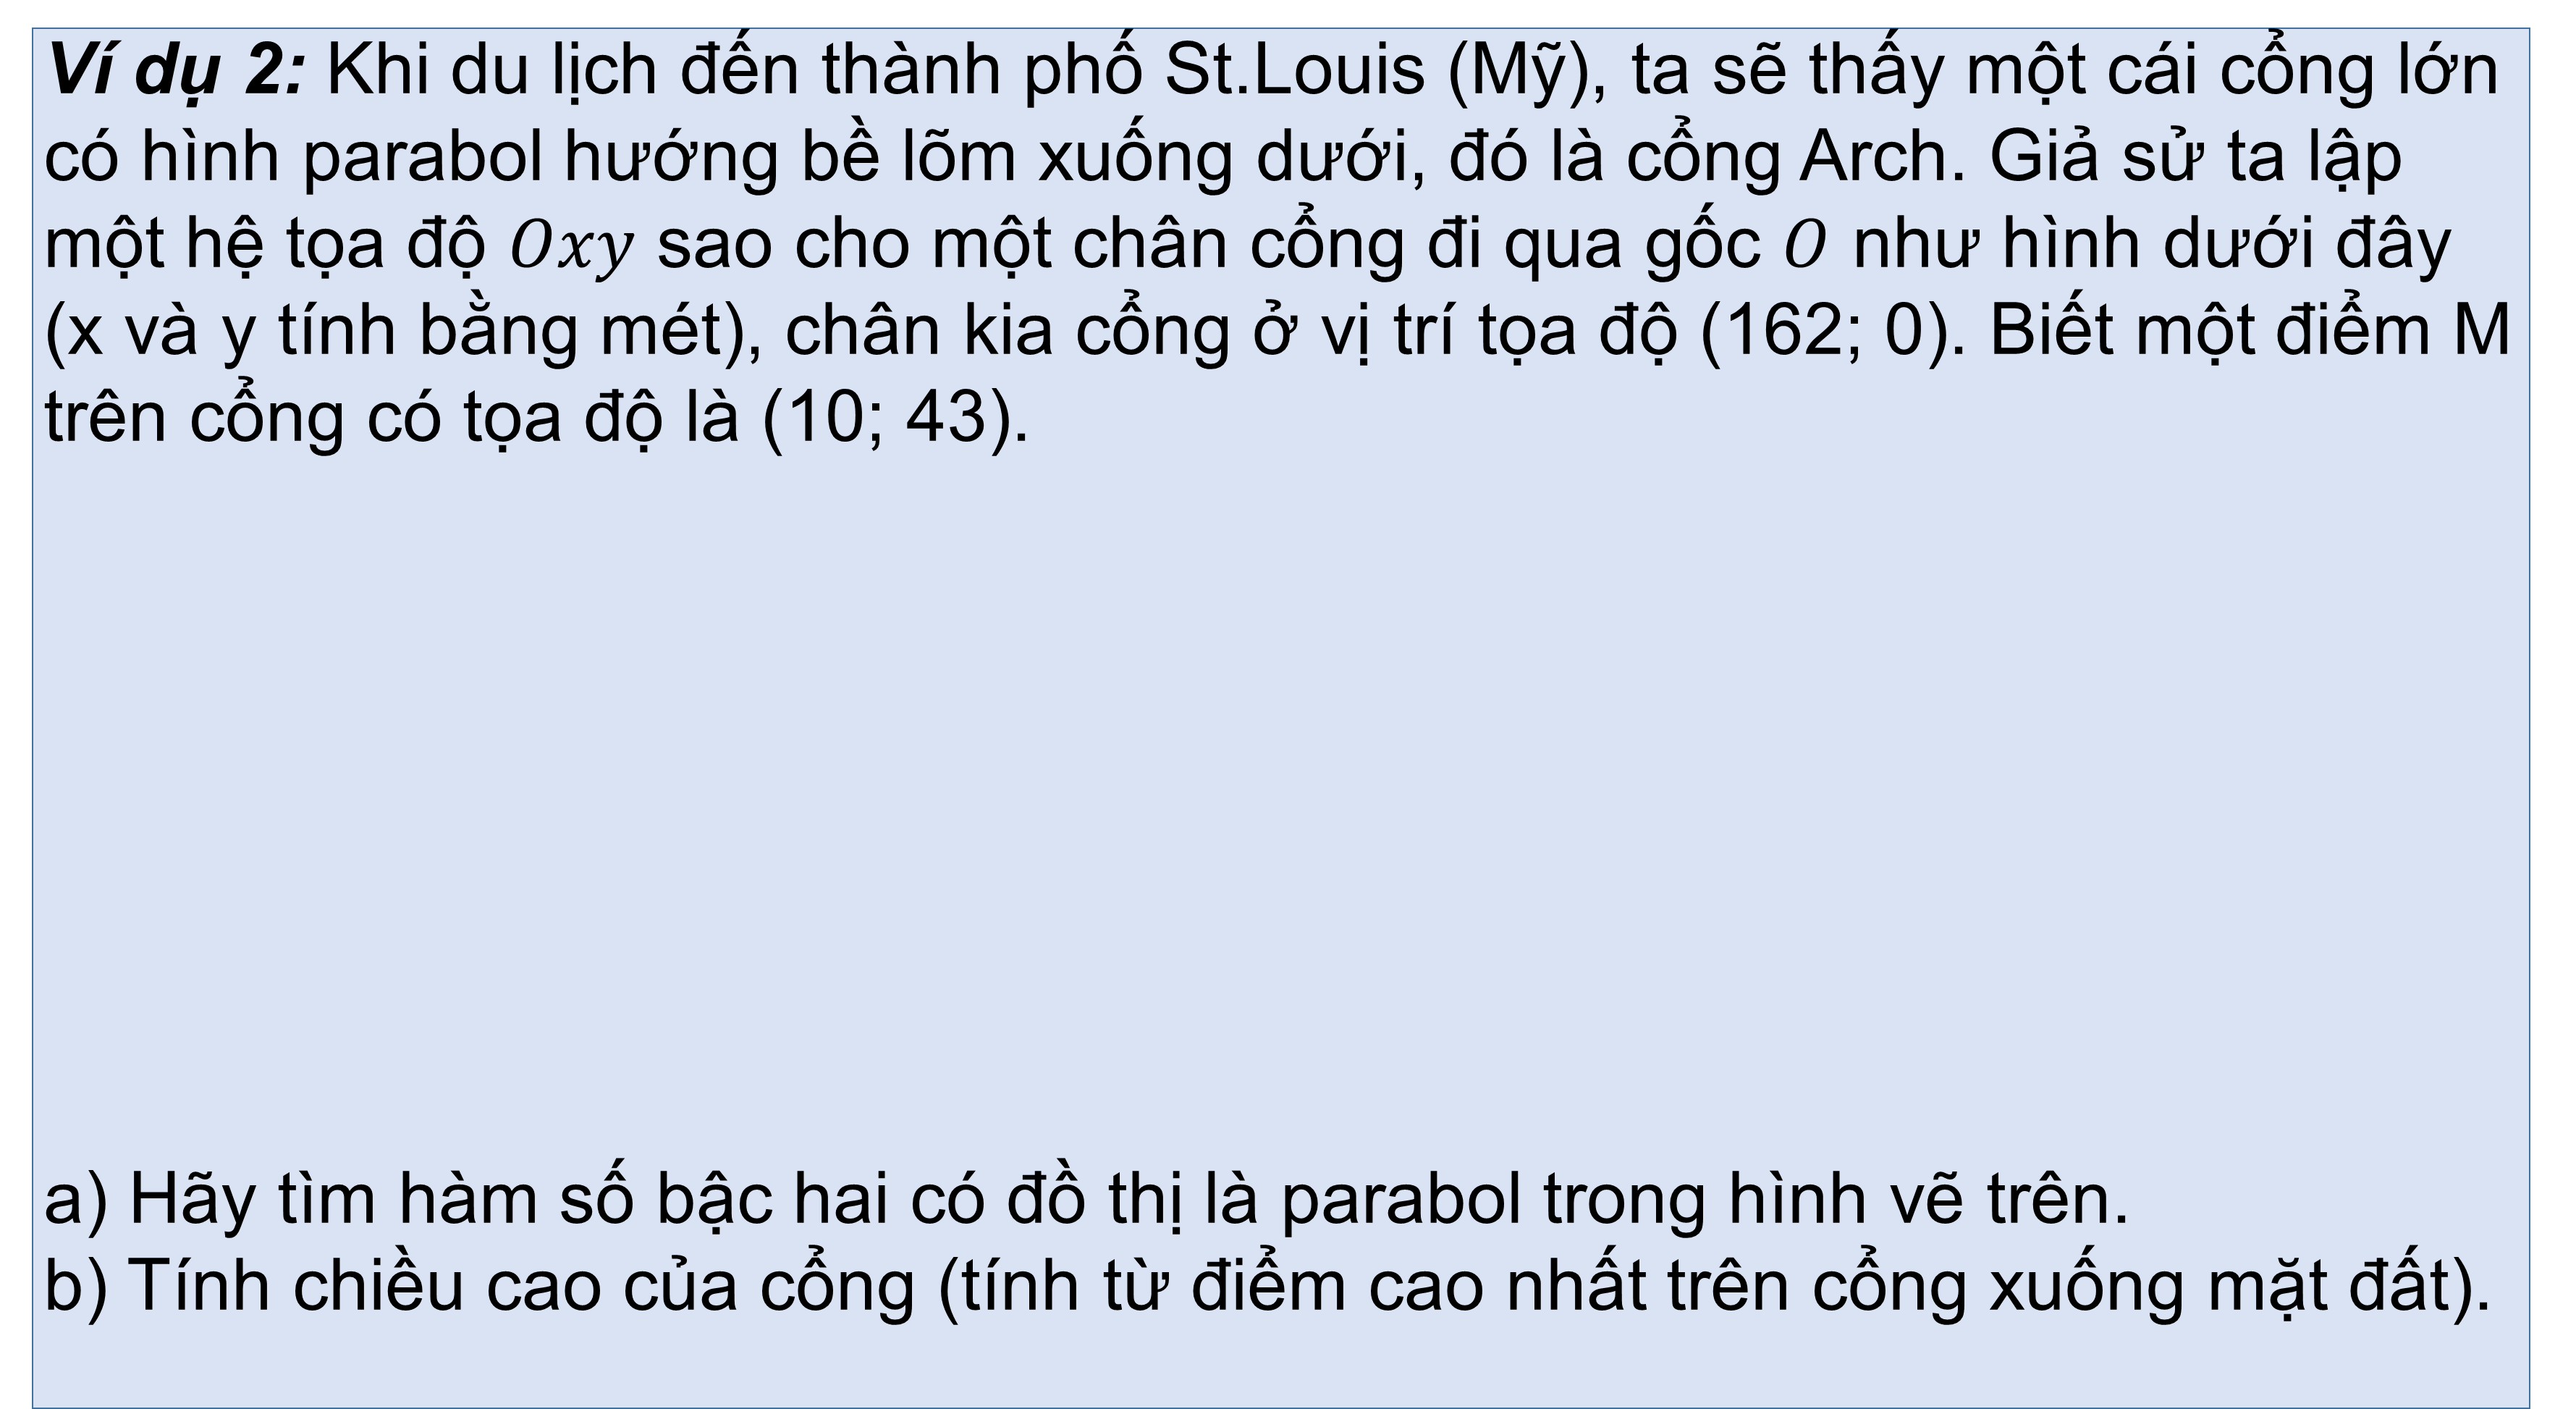 Ví dụ 2: Khi du lịch đến thành phố St.Louis (Mỹ), ta sẽ thấy một cái cổng lớn
có hình parabol hướng bề lõm xuống dưới, đó là cổng Arch. Giả sử ta lập
một hệ tọa độ 𝑂𝑥𝑦 sao cho một chân cổng đi qua gốc 𝑂 như hình dưới đây
(x và y tính bằng mét), chân kia cổng ở vị trí tọa độ (162; 0). Biết một điểm M
trên cổng có tọa độ là (10; 43).
a) Hãy tìm hàm số bậc hai có đồ thị là parabol trong hình vẽ trên.
b) Tính chiều cao của cổng (tính từ điểm cao nhất trên cổng xuống mặt đất).